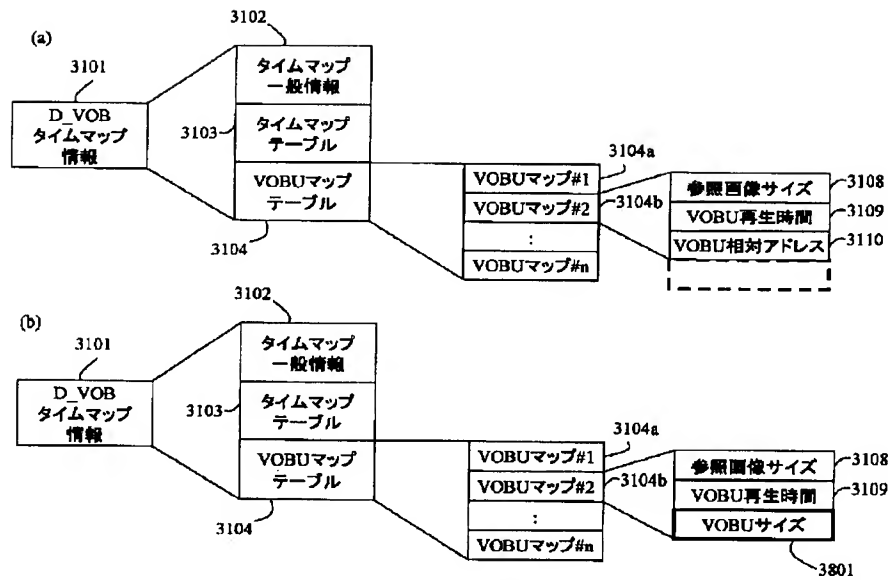 (a)
3101
D_VOB
タイムマップ
情報
3102
タイムマップ
一般情報
3103
タイムマップ
テーブル
VOBUマップ
テーブル
3104
VOBUマップ#1
3104a
VOBUマップ#2
3104b
:
VOBUマップ#n
参照画像サイズ
3108
VOBU再生時間
3109
VOBU相対アドレス
3110
(b)
3101
D_VOB
タイムマップ
情報
3102
タイムマップ
一般情報
3103
タイムマップ
テーブル
VOBUマップ
テーブル
3104
VOBUマップ#1
3104a
VOBUマップ#2
3104b
:
VOBUマップ#n
参照画像サイズ
3108
VOBU再生時間
3109
VOBUサイズ
3801